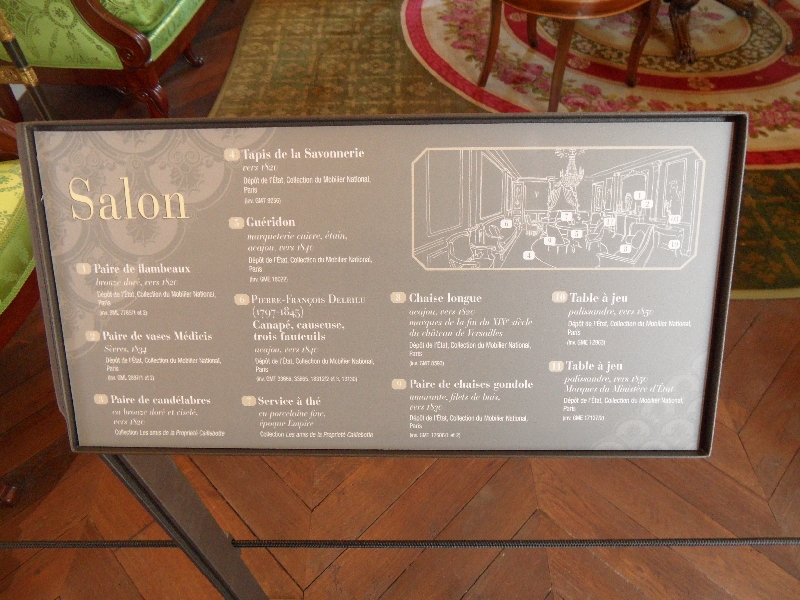 Salon
1 Paire de flambeaux
bronze doré, vers 1820
Dépôt de l'État, Collection du Mobilier National,
Paris
2 Paire de vases Médicis
Sèvres, 1834
Dépôt de l'État, Collection du Mobilier National,
Paris
3 Paire de candélabres
en bronze doré et ciselé,
vers 1820
Collection Les amis de la Propriété Caillebotte
4 Tapis de la Savonnerie
vers 1820
Dépôt de l'État, Collection du Mobilier National,
Paris
(inv. GMT 9256)
5 Guéridon
marqueterie cuivre, étain,
acajou, vers 1840
Dépôt de l'État, Collection du Mobilier National,
Paris
6 Pierre-François Deleilu
(1797-1845)
Canapé, causeuse,
trois fauteuils
acajou, vers 1840
Dépôt de l'État, Collection du Mobilier National,
Paris
7 Service à thé
en porcelaine fine,
époque Empire
Collection Les amis de la Propriété Caillebotte
8 Chaise longue
acajou, vers 1820
marques de la fin du XIXe siècle
du château de Versailles
Dépôt de l'État, Collection du Mobilier National,
Paris
9 Paire de chaises gondole
amarante, filets de buis,
vers 1820
Dépôt de l'État, Collection du Mobilier National,
Paris
10 Table à jeu
palissandre, vers 1830
Dépôt de l'État, Collection du Mobilier National,
Paris
11 Table à jeu
palissandre, vers 1830
Marques du Ministère d'État
Dépôt de l'État, Collection du Mobilier National,
Paris